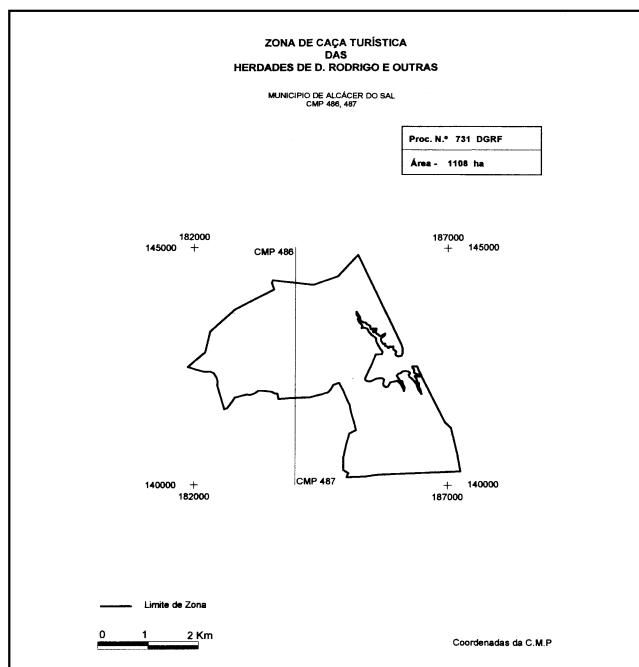 ZONA DE CAÇA TURÍSTICA
DAS
HERDADES DE D. RODRIGO E OUTRAS
MUNICIPIO DE ALCÁCER DO SAL
CMP 486, 487
Proc. N.º 731 DGRF
Área - 1108 ha
182000
187000
145000
145000
CMP 486
CMP 487
140000
140000
182000
187000
Limite de Zona
0 1 2 Km
Coordenadas da C.M.P